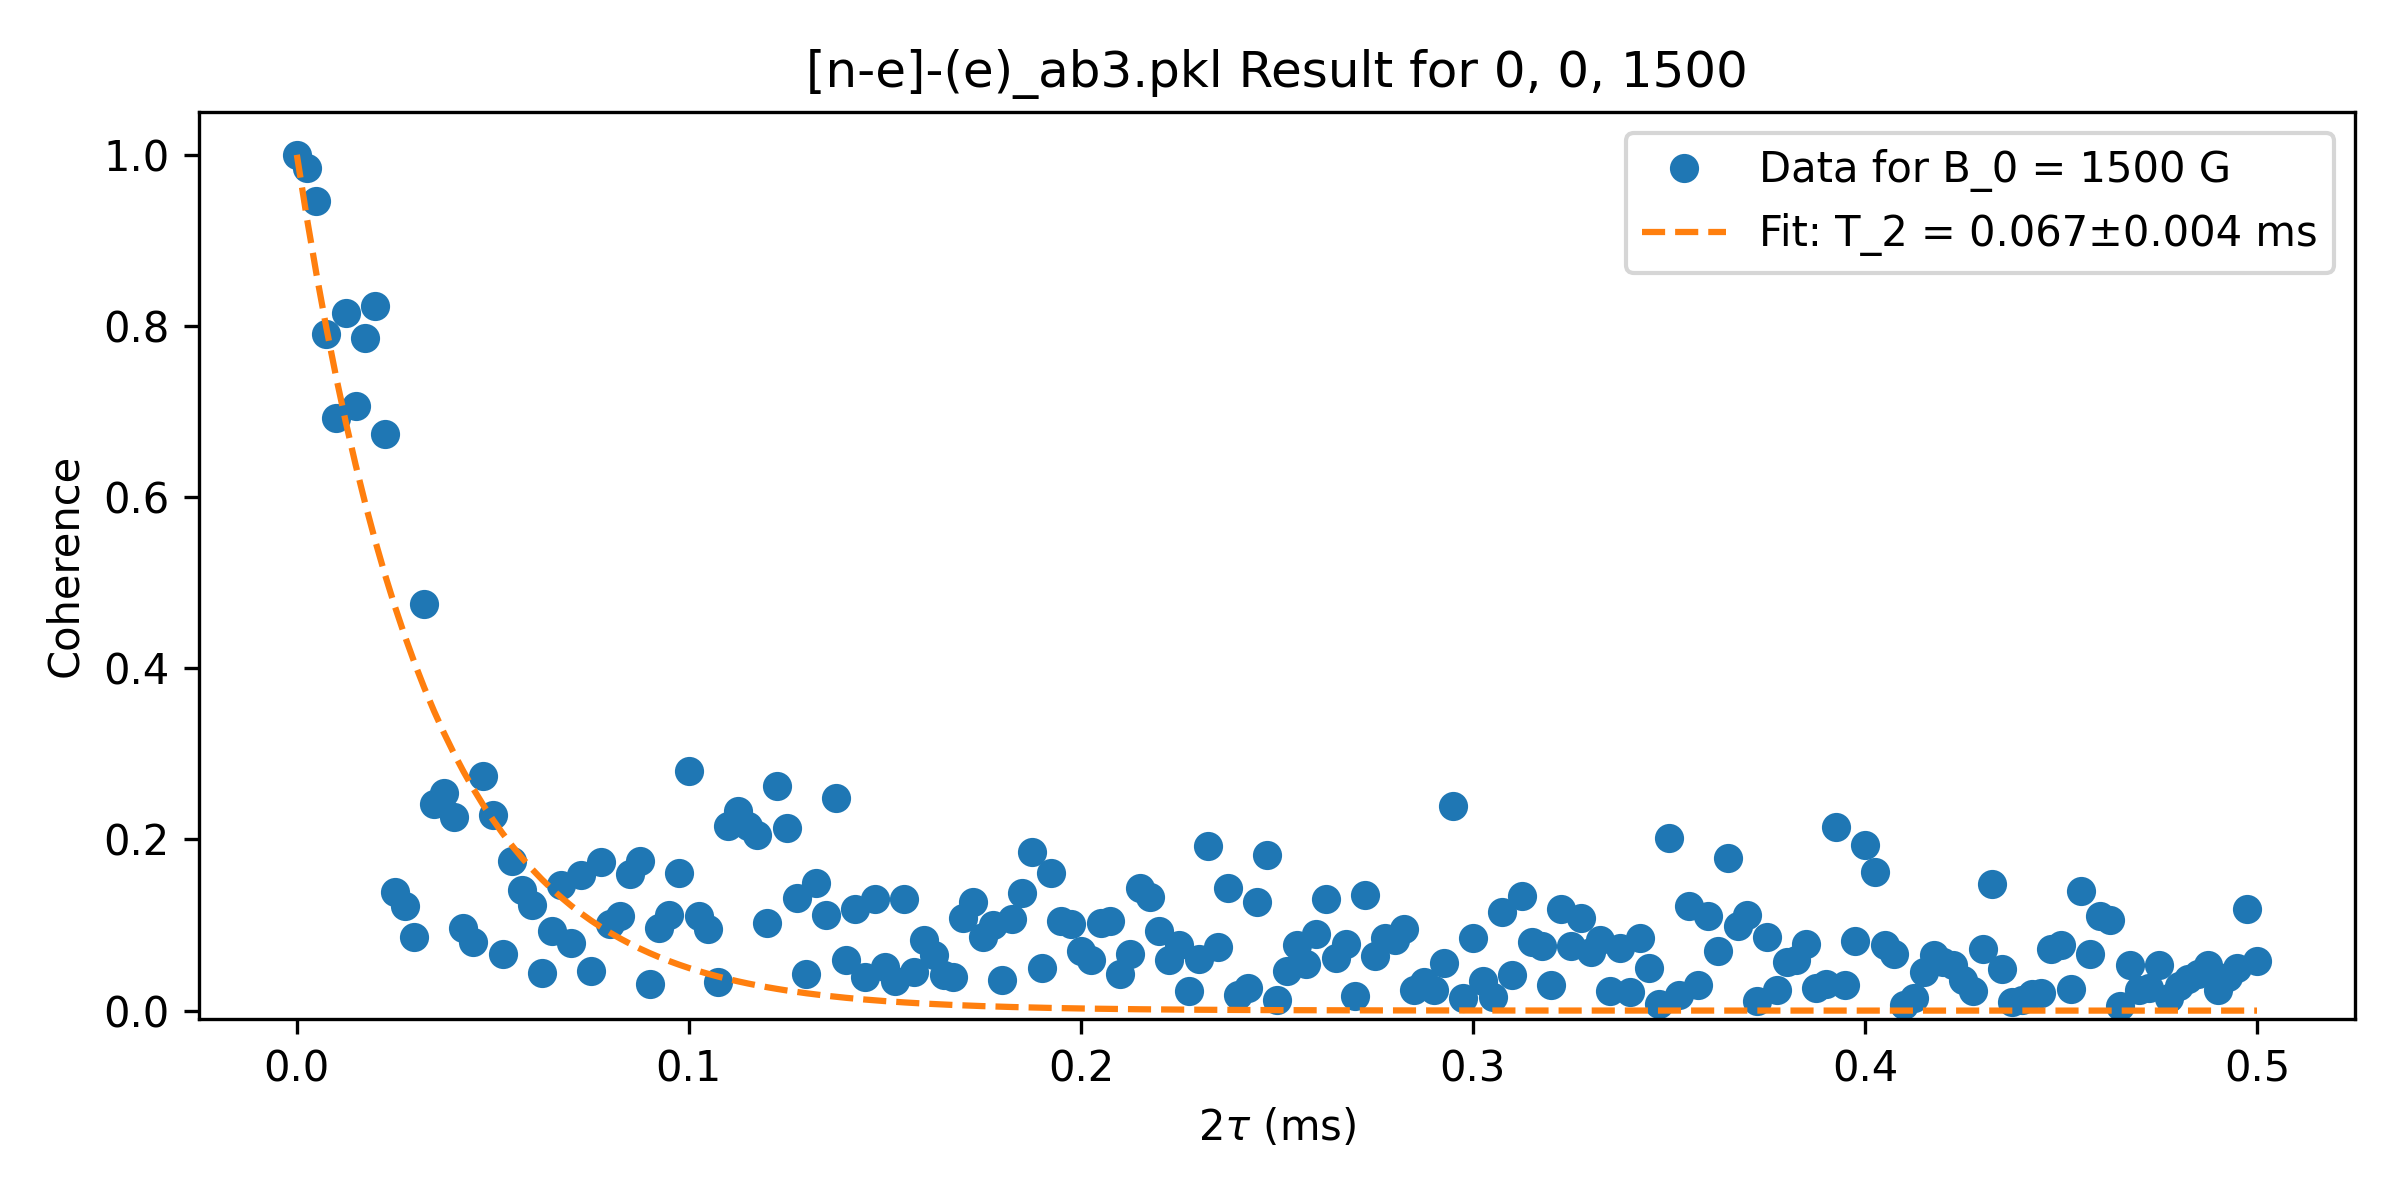 [n-e]-(e)_ab3.pkl Result for 0, 0, 1500
Data for B_0 = 1500 G
Fit: T_2 = 0.067±0.004 ms
Coherence
1.0
0.8
0.6
0.4
0.2
0.0
0.0 0.1 0.2 0.3 0.4 0.5
2τ (ms)